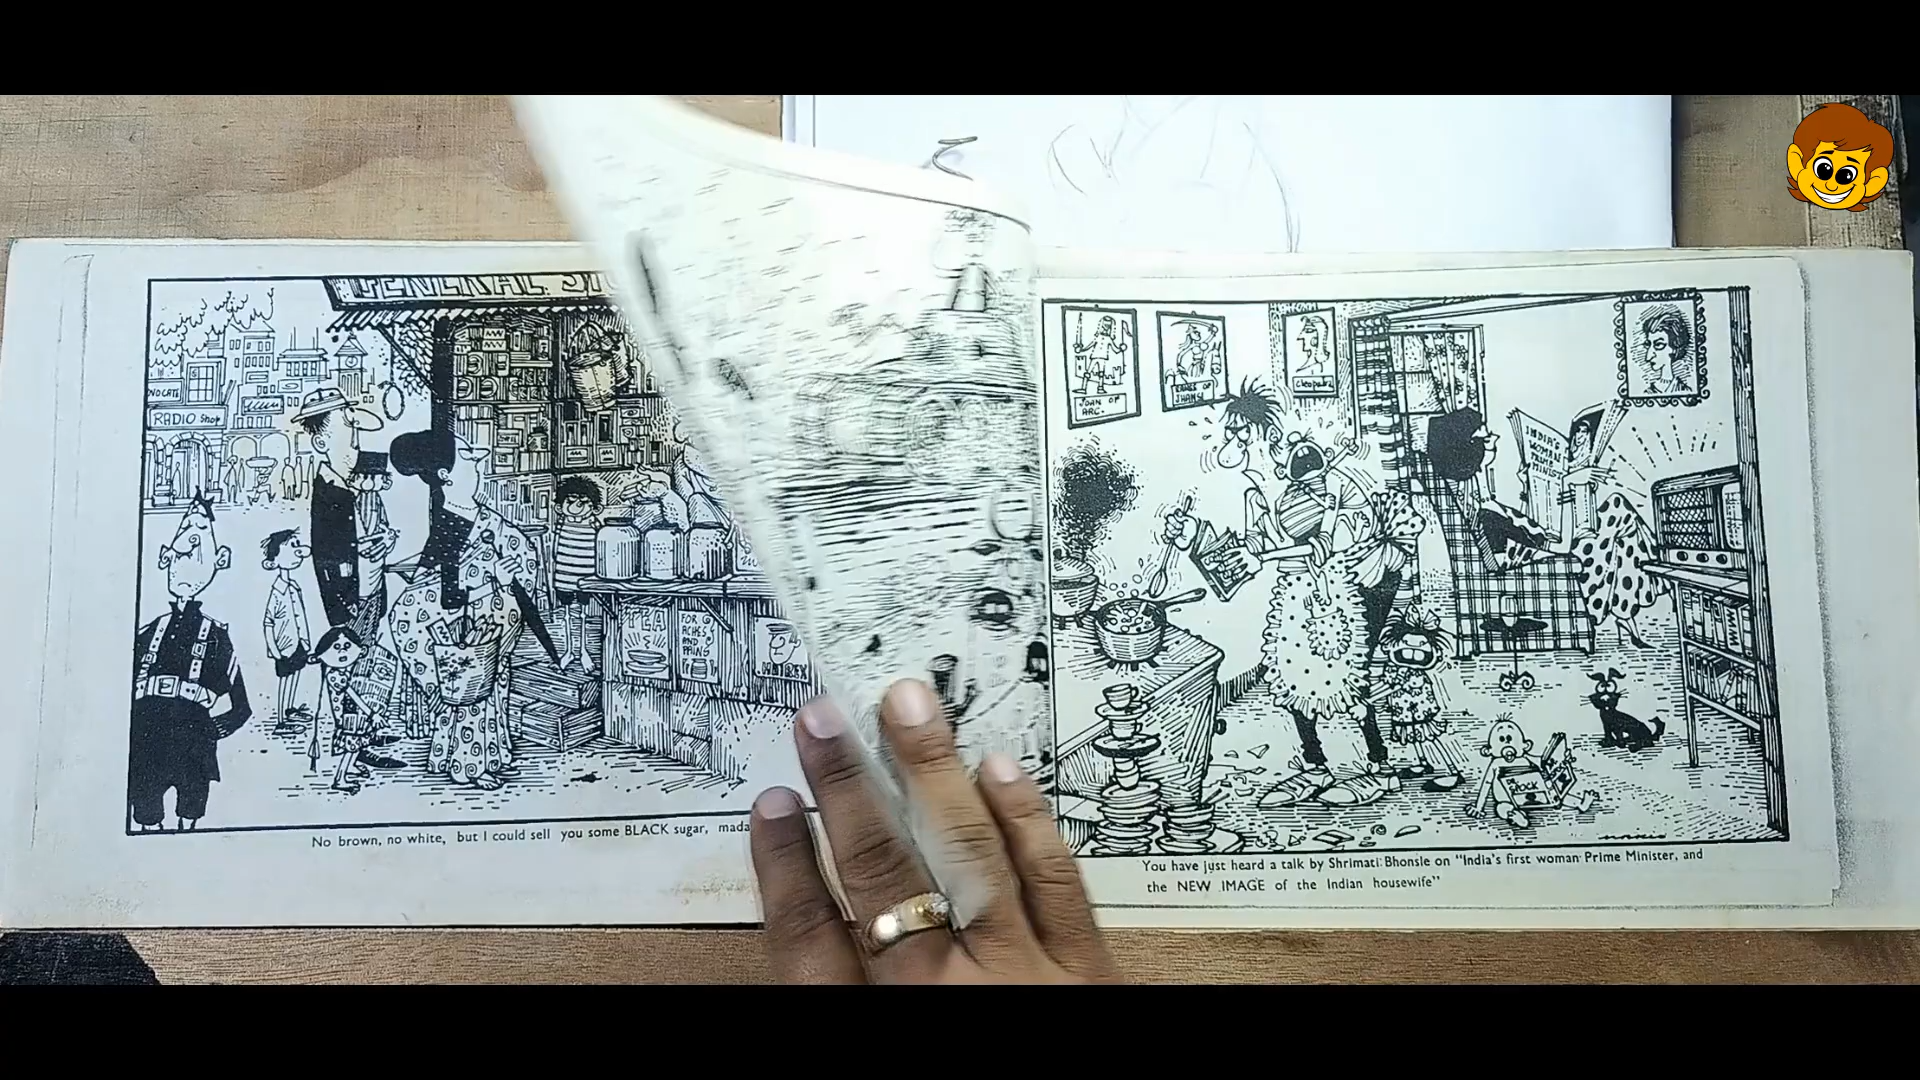 GENERAL
RADIO Shop
TEA
FOR
ACHES
AND
PAINS
No brown, no white, but I could sell you some BLACK sugar, mada
JOAN OF
ARC.
JHANSI
Cleopatra
INDIA'S
WOMAN
PRIME
You have just heard a talk by Shrimati Bhonsle on "India's first woman Prime Minister, and
the NEW IMAGE of the Indian housewife"